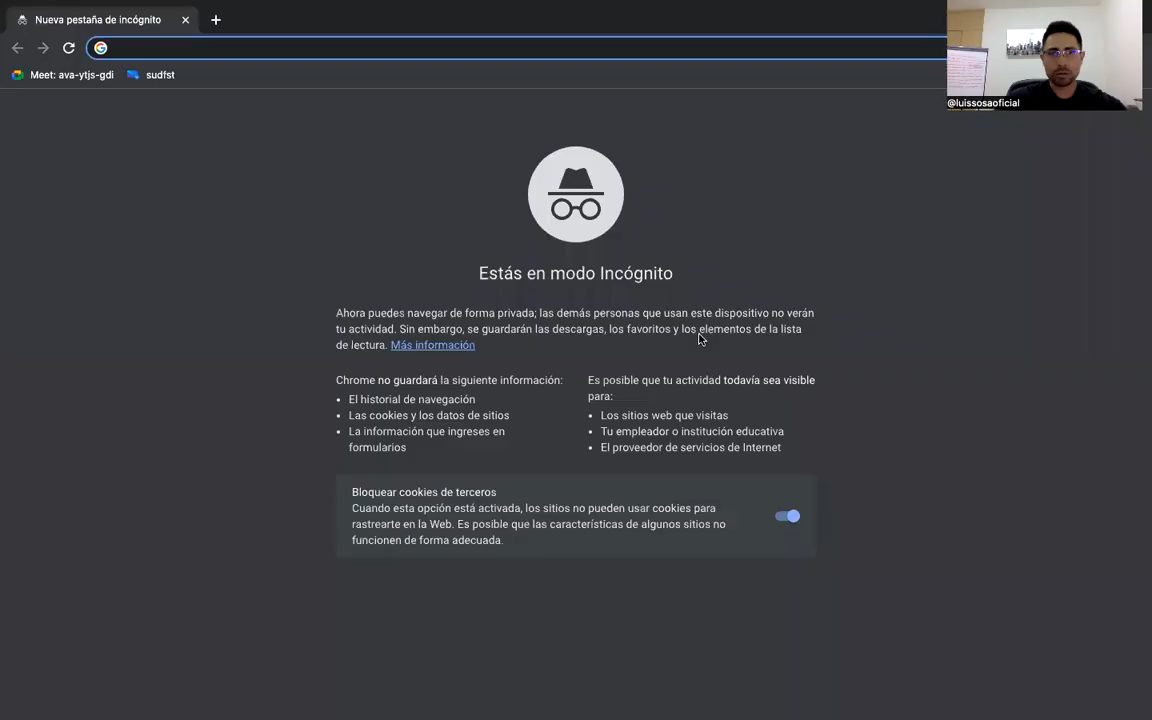 Nueva pestaña de incógnito
Meet: ava-ytjs-gdi
sudfst
@luissosaoficial
Estás en modo Incógnito
Ahora puedes navegar de forma privada; las demás personas que usan este dispositivo no verán
tu actividad. Sin embargo, se guardarán las descargas, los favoritos y los elementos de la lista
de lectura. Más información
Chrome no guardará la siguiente información:
El historial de navegación
Las cookies y los datos de sitios
La información que ingreses en
formularios
Es posible que tu actividad todavía sea visible
para:
Los sitios web que visitas
Tu empleador o institución educativa
El proveedor de servicios de Internet
Bloquear cookies de terceros
Cuando esta opción está activada, los sitios no pueden usar cookies para
rastrearte en la Web. Es posible que las características de algunos sitios no
funcionen de forma adecuada.